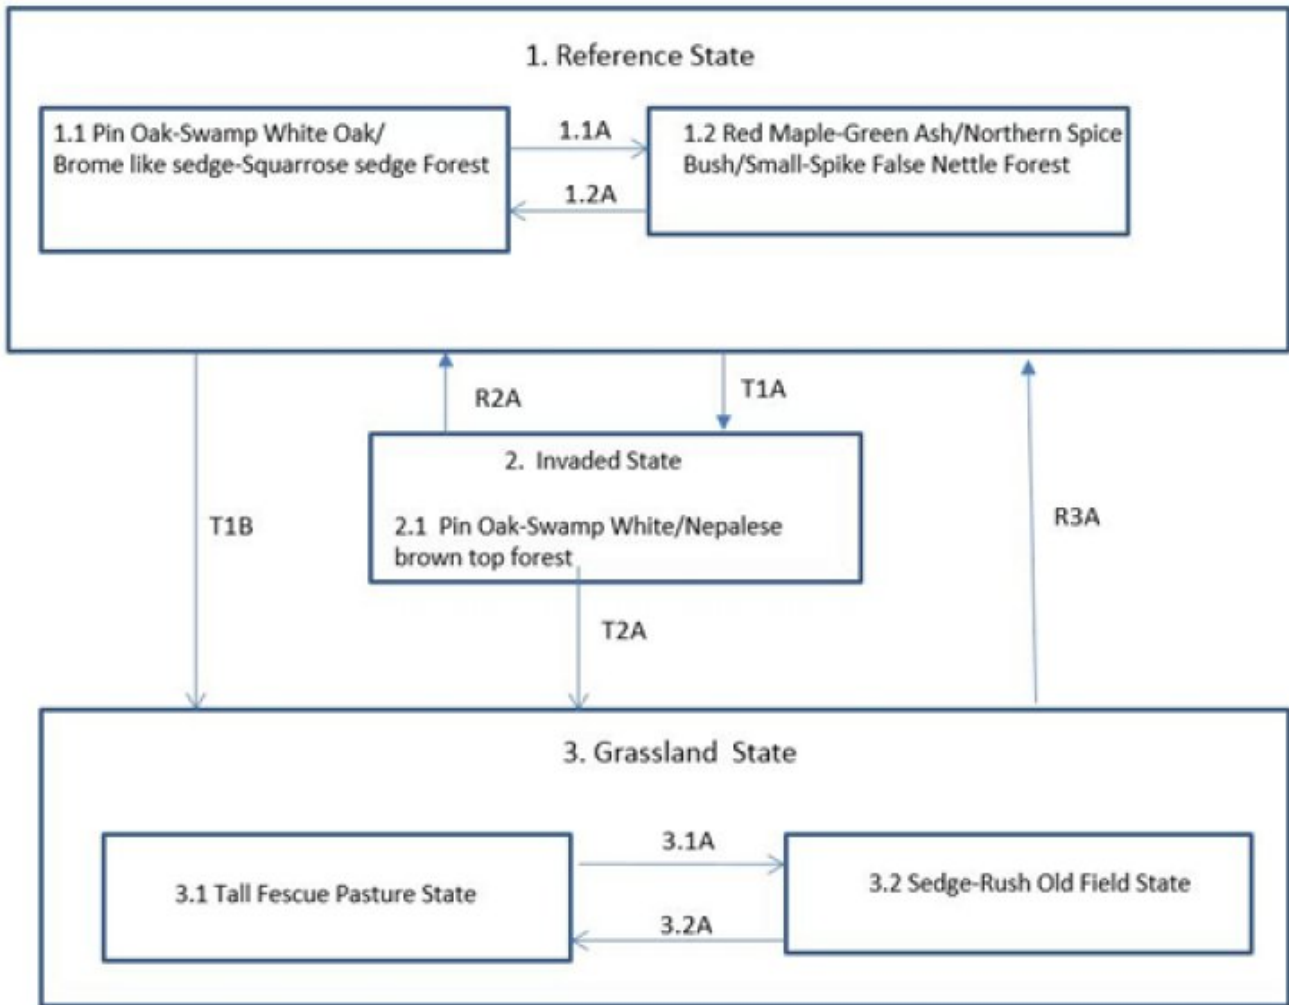 1. Reference State
1.1 Pin Oak-Swamp White Oak/
Brome like sedge-Squarrose sedge Forest
1.1A
1.2A
1.2 Red Maple-Green Ash/Northern Spice
Bush/Small-Spike False Nettle Forest
T1B
R2A
T1A
R3A
2. Invaded State
2.1 Pin Oak-Swamp White/Nepalese
brown top forest
T2A
3. Grassland State
3.1 Tall Fescue Pasture State
3.1A
3.2A
3.2 Sedge-Rush Old Field State